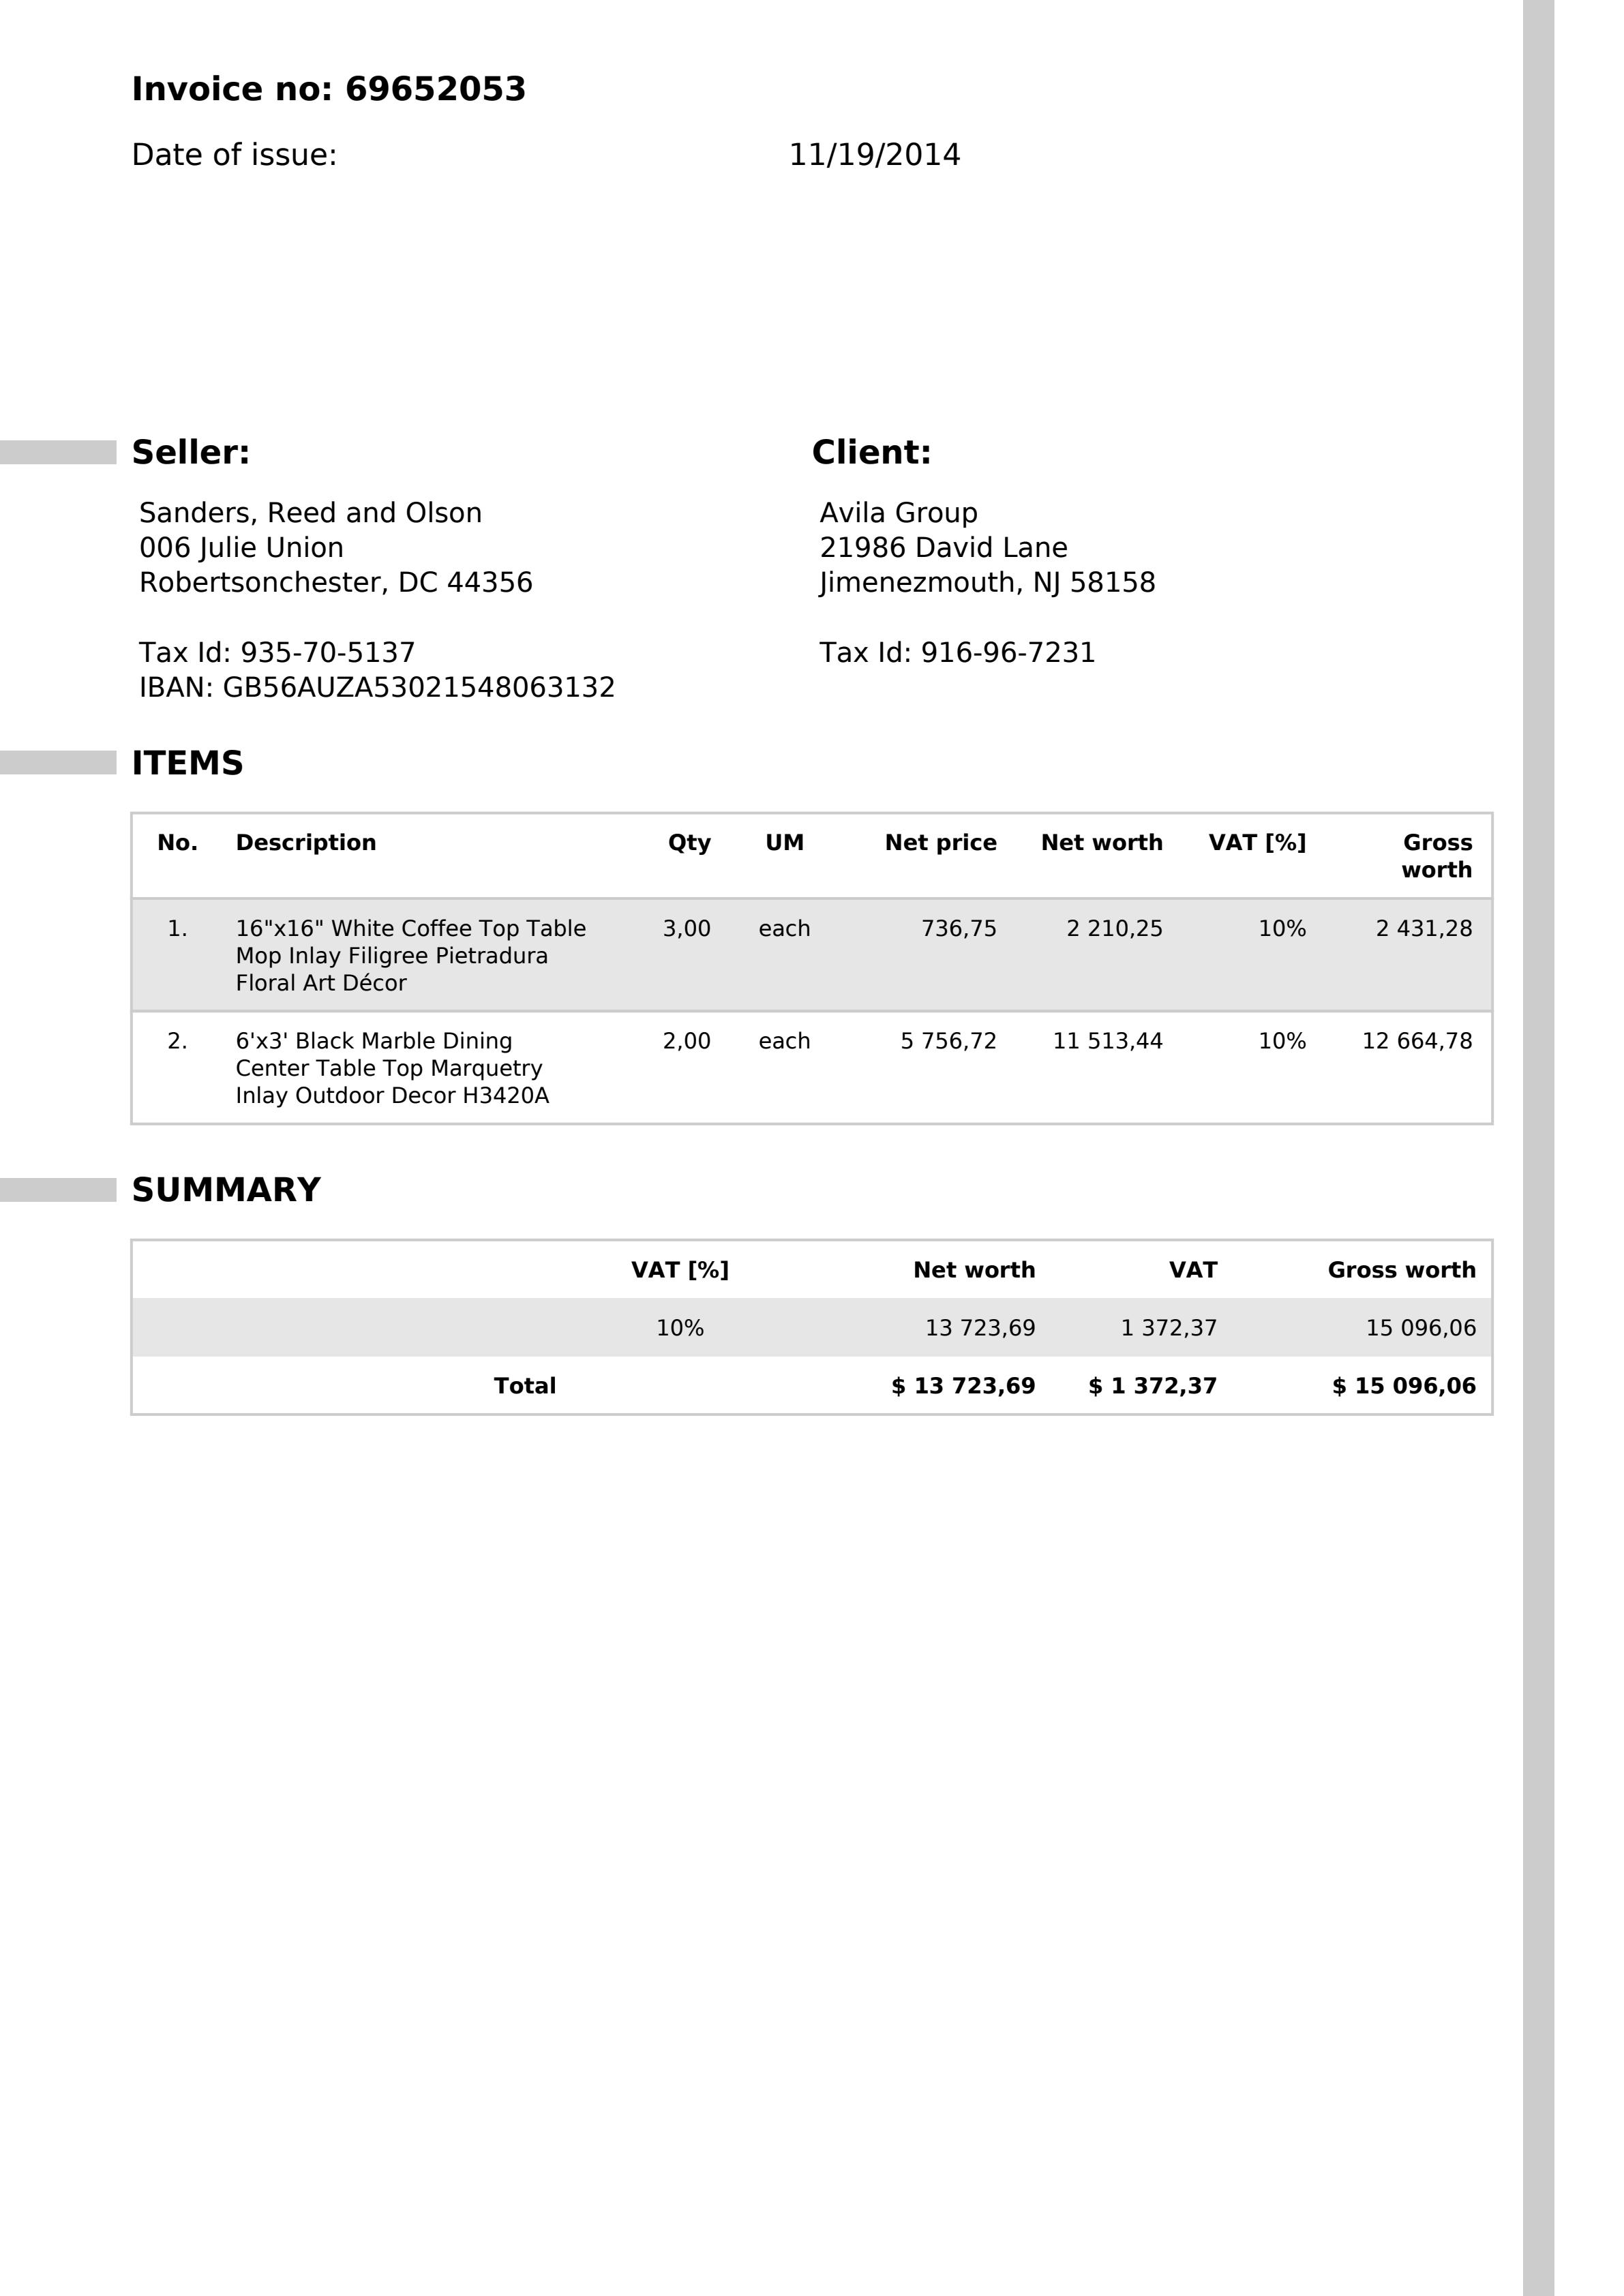 Invoice no: 69652053
Date of issue: 11/19/2014
Seller:
Sanders, Reed and Olson
006 Julie Union
Robertsonchester, DC 44356
Tax Id: 935-70-5137
IBAN: GB56AUZA53021548063132
Client:
Avila Group
21986 David Lane
Jimenezmouth, NJ 58158
Tax Id: 916-96-7231
ITEMS
No. Description Qty UM Net price Net worth VAT [%] Gross
worth
1. 16"x16" White Coffee Top Table 3,00 each 736,75 2 210,25 10% 2 431,28
Mop Inlay Filigree Pietradura
Floral Art Décor
2. 6'x3' Black Marble Dining 2,00 each 5 756,72 11 513,44 10% 12 664,78
Center Table Top Marquetry
Inlay Outdoor Decor H3420A
SUMMARY
VAT [%] Net worth VAT Gross worth
10% 13 723,69 1 372,37 15 096,06
Total $ 13 723,69 $ 1 372,37 $ 15 096,06